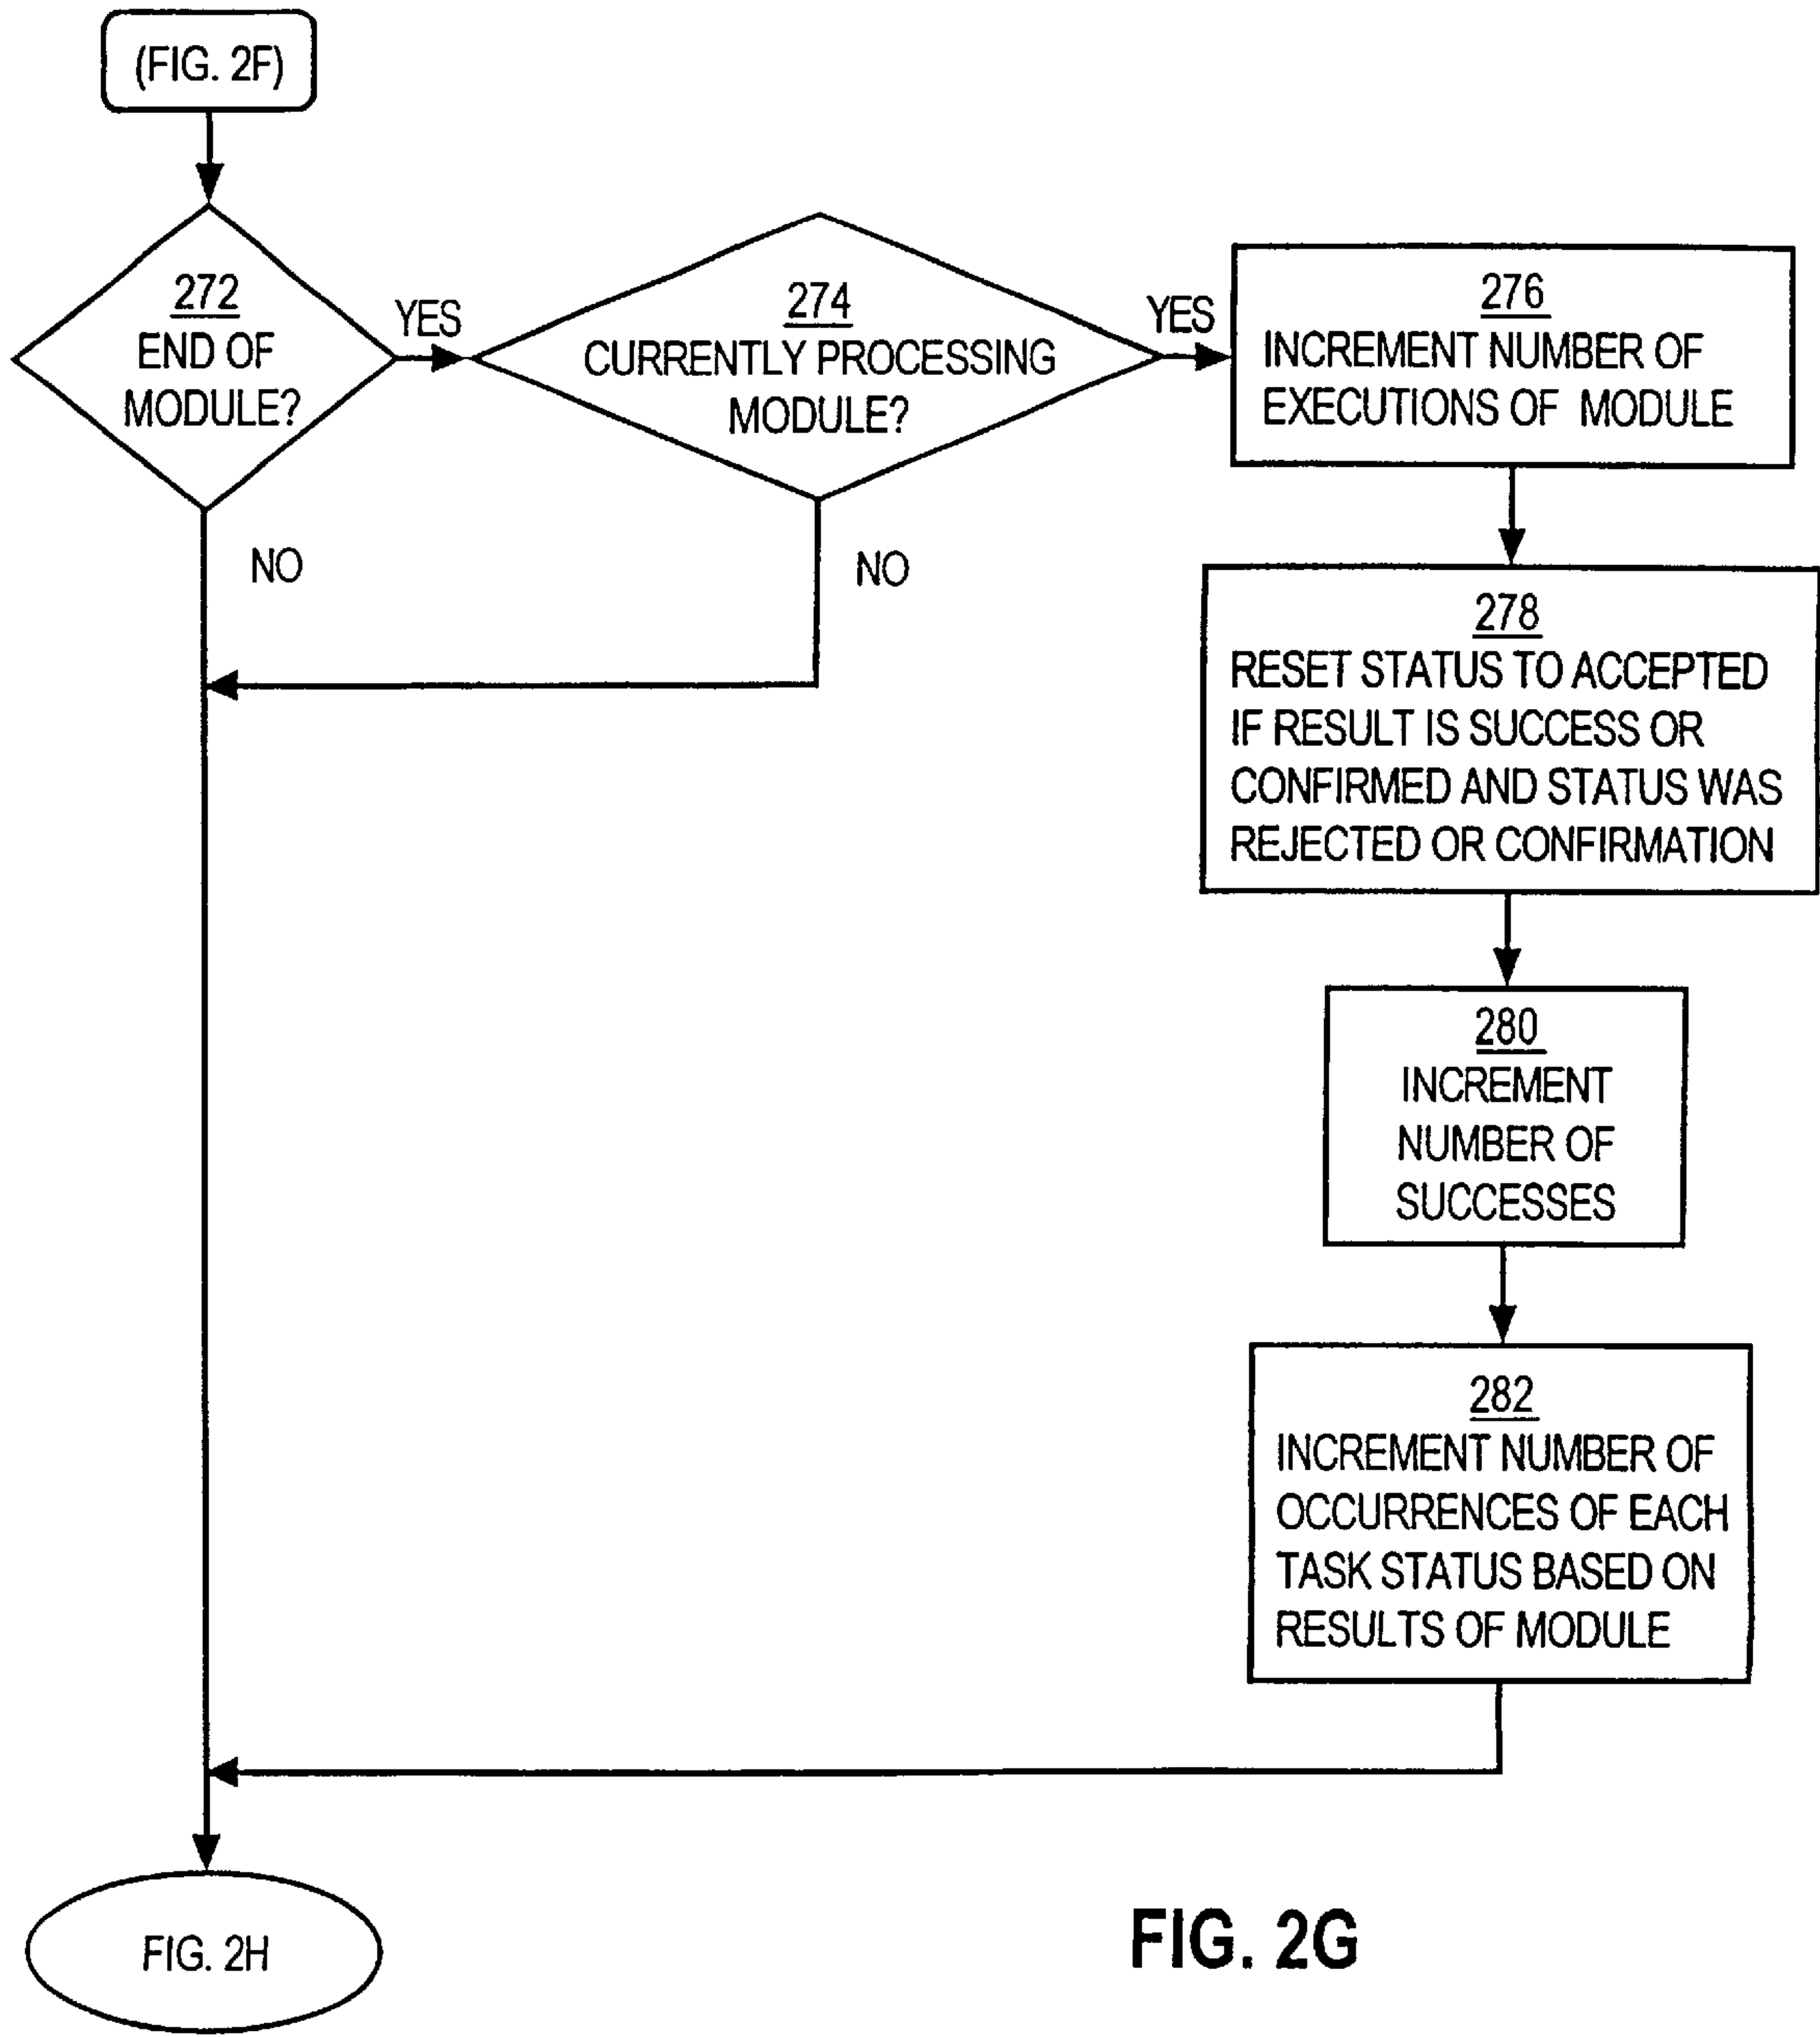 (FIG. 2F)
272
END OF
MODULE?
YES
274
CURRENTLY PROCESSING
MODULE?
YES
276
INCREMENT NUMBER OF
EXECUTIONS OF MODULE
NO
NO
278
RESET STATUS TO ACCEPTED
IF RESULT IS SUCCESS OR
CONFIRMED AND STATUS WAS
REJECTED OR CONFIRMATION
280
INCREMENT
NUMBER OF
SUCCESSES
282
INCREMENT NUMBER OF
OCCURRENCES OF EACH
TASK STATUS BASED ON
RESULTS OF MODULE
FIG. 2H
FIG. 2G